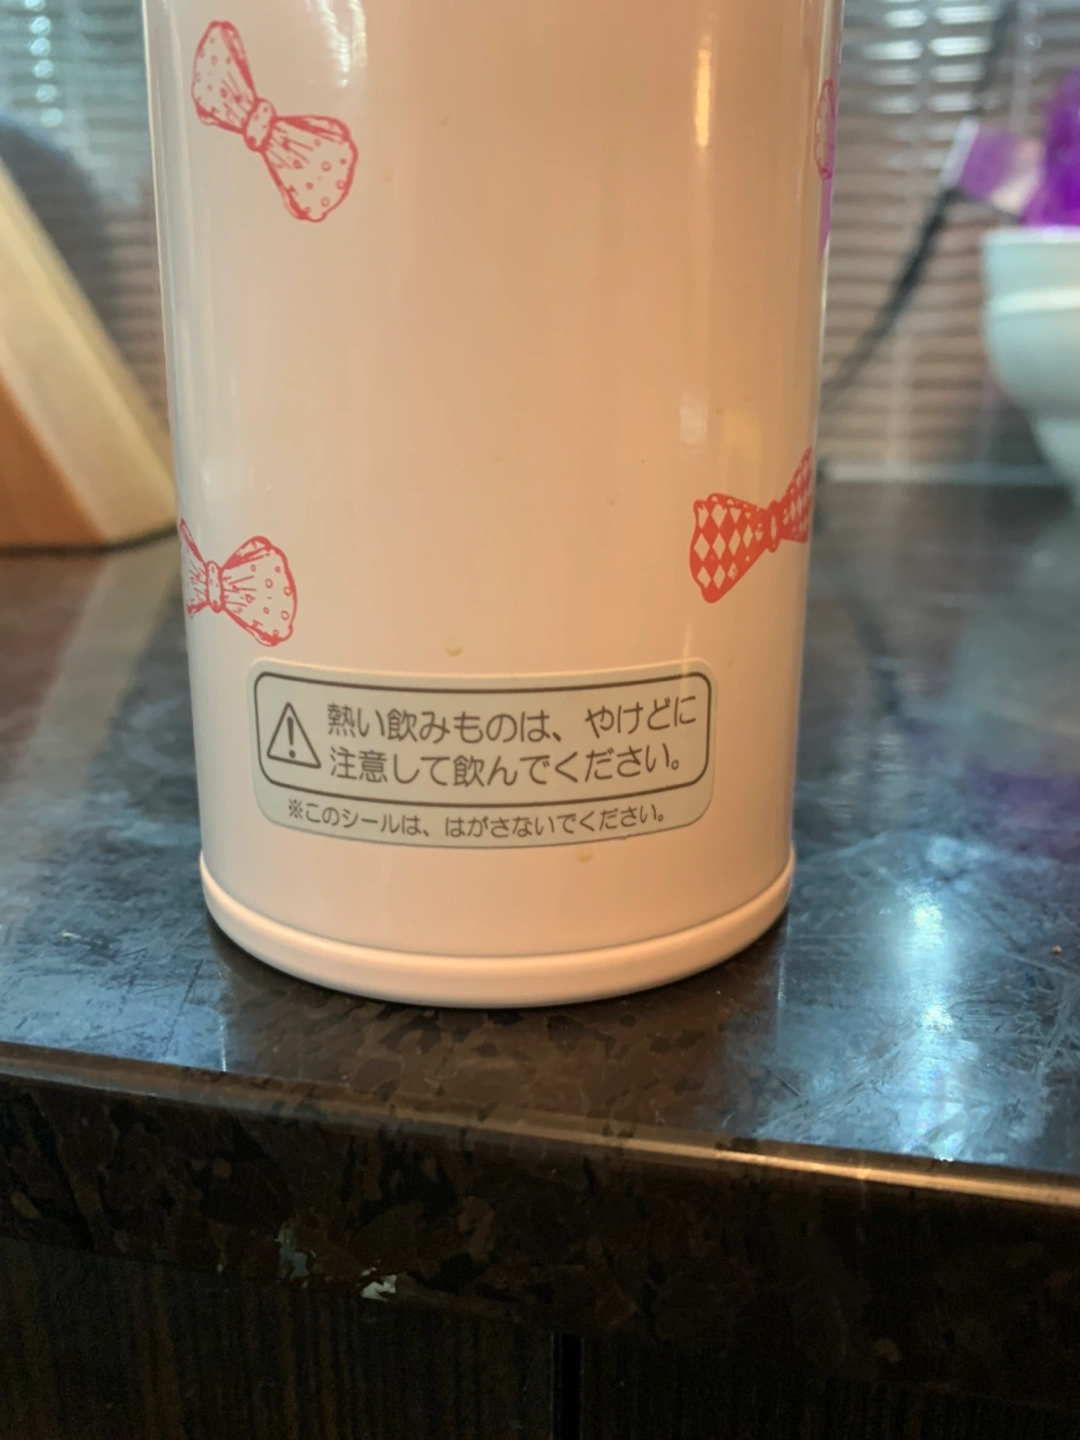 熱い飲みものは、やけどに
注意して飲んでください。
※このシールは、はがさないでください。